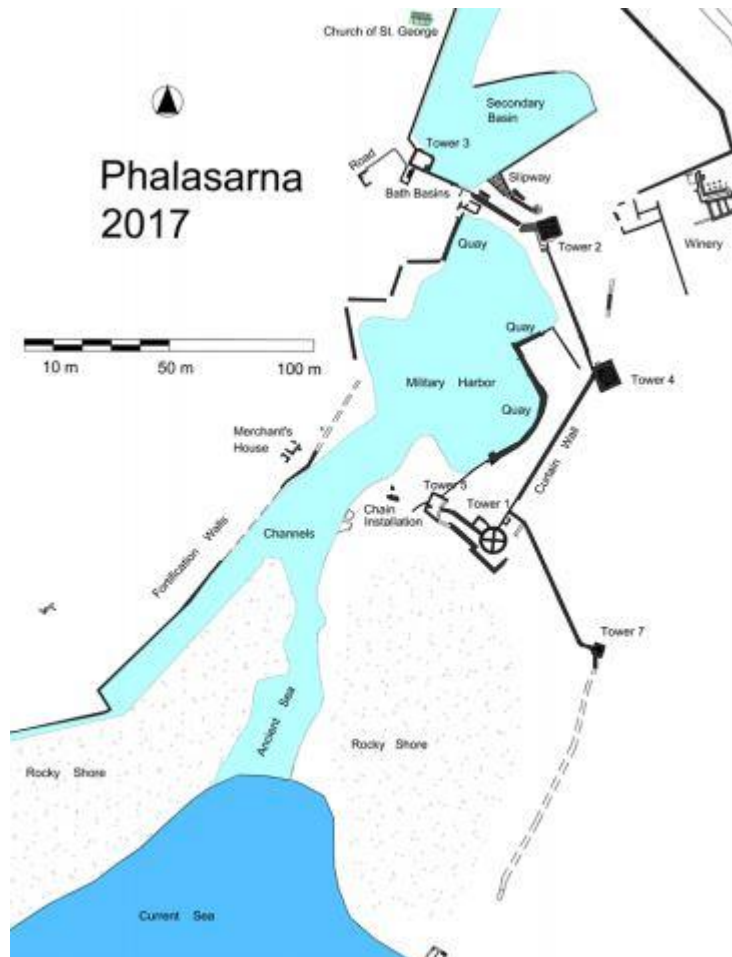 Church of St. George
Secondary
Basin
Tower 3
Road
Slipway
Bath Basins
Phalasarna
2017
Quay
Tower 2
Winery
Quay
10 m
50 m
100 m
Military Harbor
Tower 4
Quay
Merchant's
House
Curtain Wall
Tower 5
Tower 1
Chain
Installation
Channels
Fortification Walls
Tower 7
Ancient Sea
Rocky Shore
Rocky Shore
Current Sea